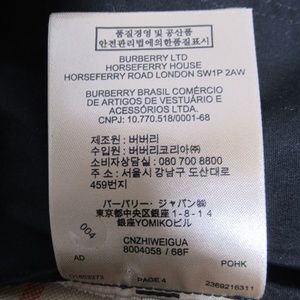 품질경영 및 공산품
안전관리법에의한품질표시
BURBERRY LTD
HORSEFERRY HOUSE
HORSEFERRY ROAD LONDON SW1P 2AW
BURBERRY BRASIL COMÉRCIO
DE ARTIGOS DE VESTUÁRIO E
ACESSÓRIOS LTDA.
CNPJ: 10.770.518/0001-68
제조원 : 버버리
수입원 : 버버리코리아㈜
소비자상담실 : 080 700 8800
주 소 : 서울시 강남구 도산대로
459번지
バーバリー・ジャパン㈱
東京都中央区銀座1-8-14
銀座YOMIKOビル
004
CNZHIWEIGUA
8004058 / 68F
AD POHK
PAGE 4 2369216311